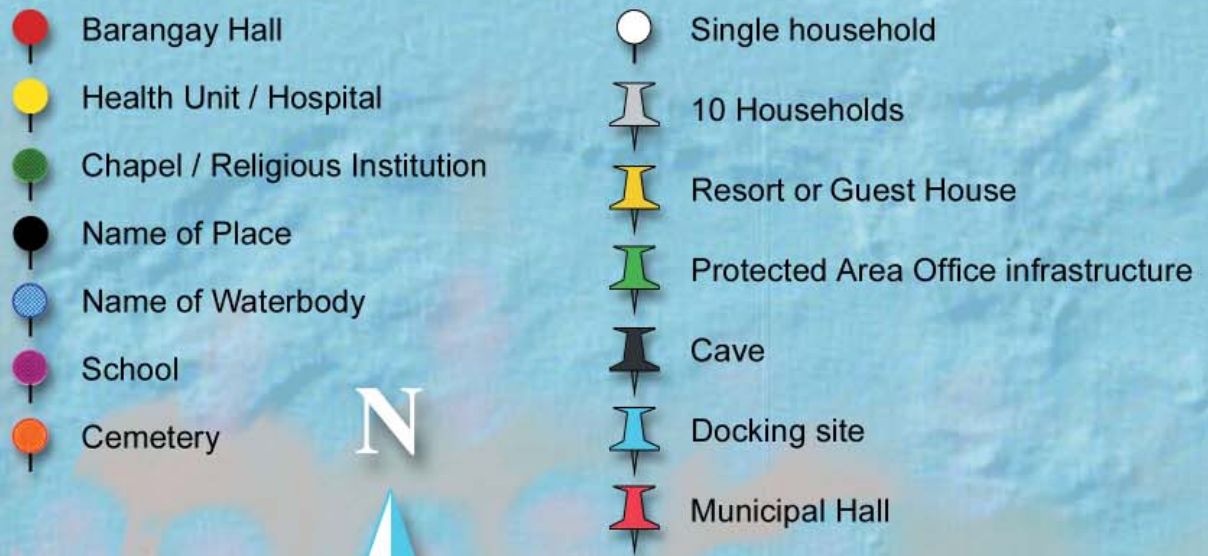 Barangay Hall
Health Unit / Hospital
Chapel / Religious Institution
Name of Place
Name of Waterbody
School
Cemetery
N
Single household
10 Households
Resort or Guest House
Protected Area Office infrastructure
Cave
Docking site
Municipal Hall